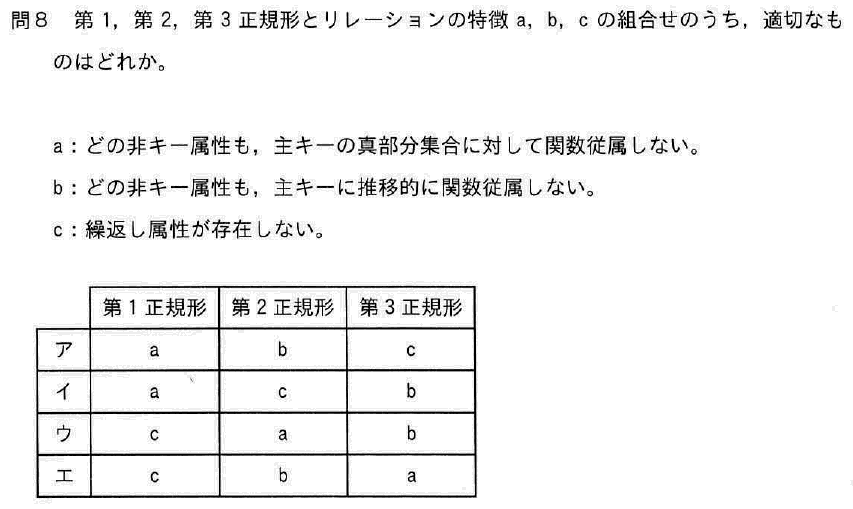 問8 第1，第2，第3正規形とリレーションの特徴a，b，cの組合せのうち，適切なも
のはどれか。
a：どの非キー属性も，主キーの真部分集合に対して関数従属しない。
b：どの非キー属性も，主キーに推移的に関数従属しない。
c：繰返し属性が存在しない。
第1正規形 第2正規形 第3正規形
ア a b c
イ a c b
ウ c a b
エ c b a